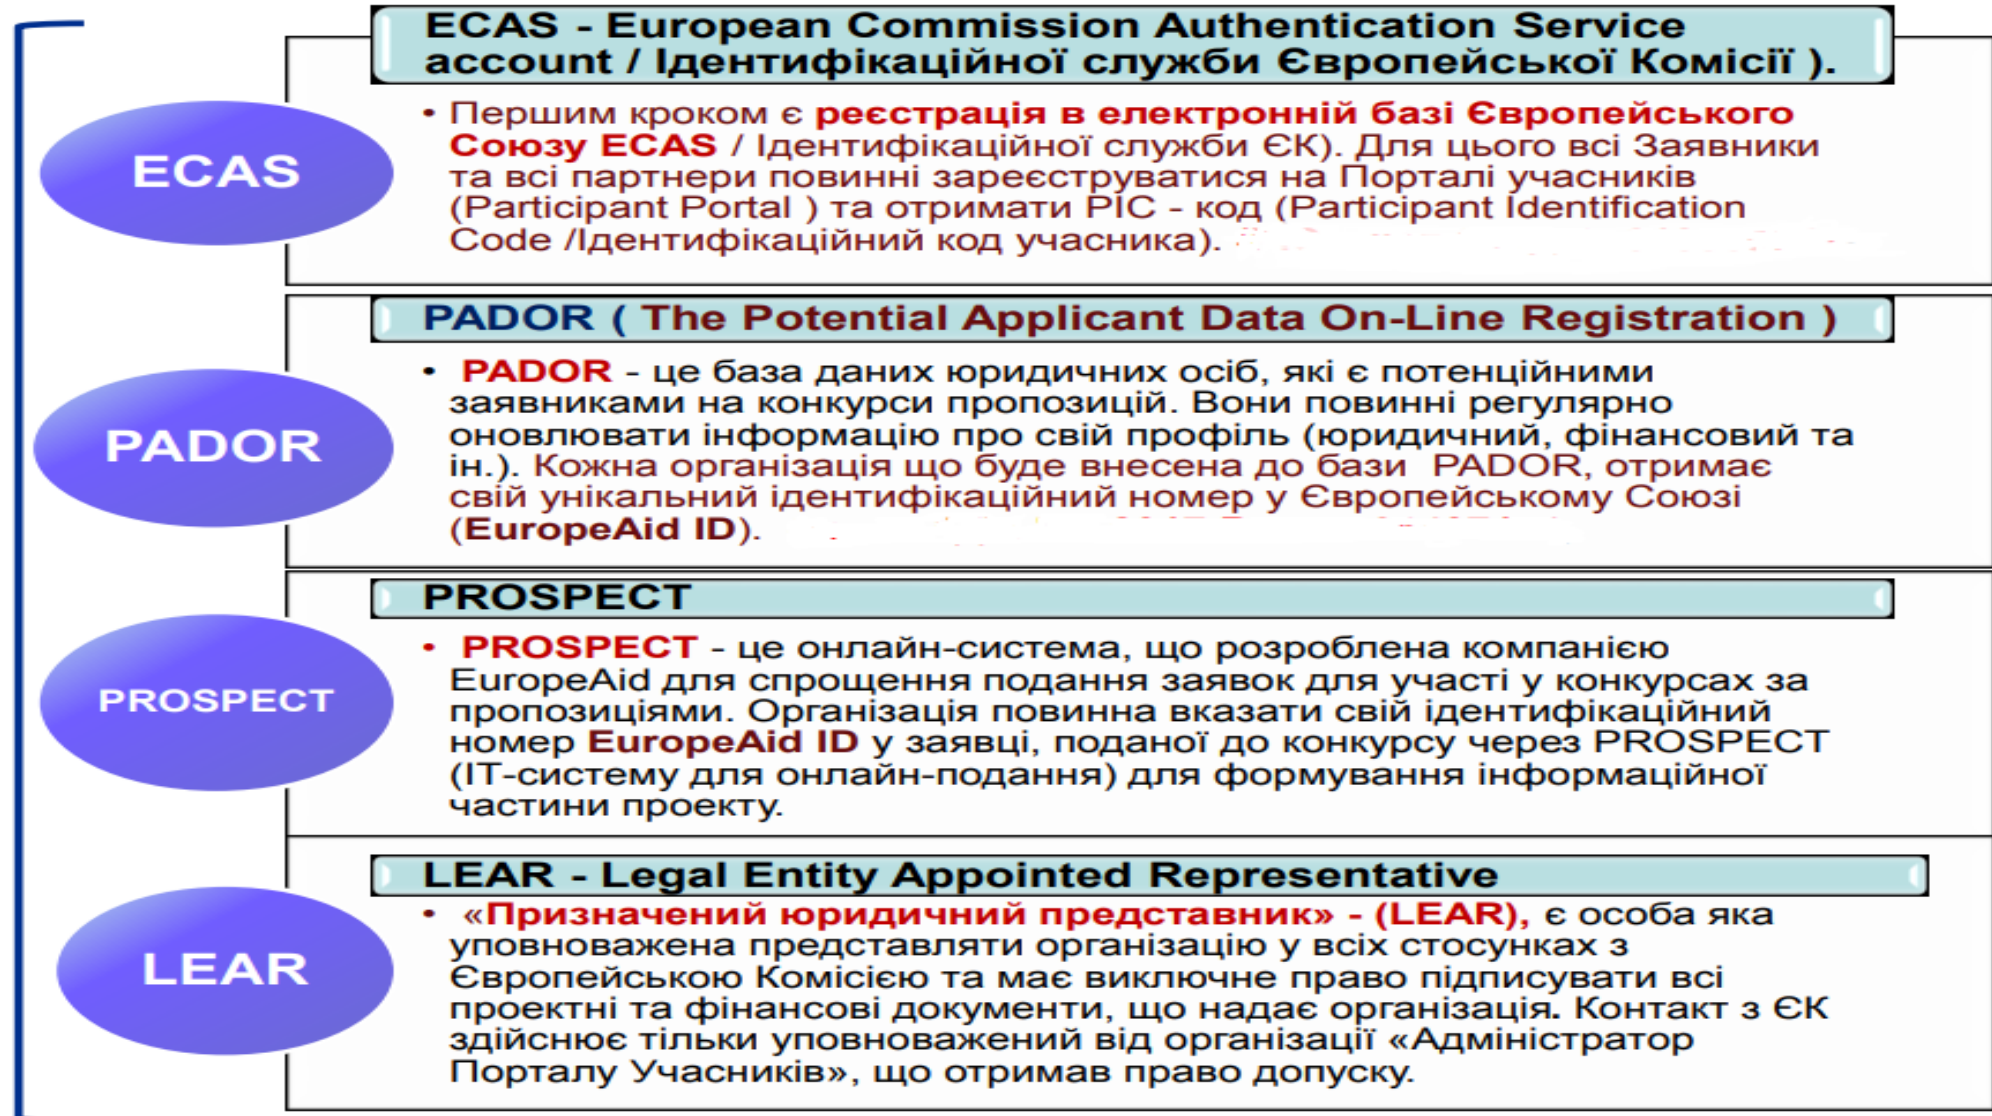 ECAS - European Commission Authentication Service
account / Ідентифікаційної служби Європейської Комісії ).
ECAS
• Першим кроком є реєстрація в електронній базі Європейського
Союзу ECAS / Ідентифікаційної служби ЄК). Для цього всі Заявники
та всі партнери повинні зареєструватися на Порталі учасників
(Participant Portal ) та отримати PIC - код (Participant Identification
Code /Ідентифікаційний код учасника).
PADOR ( The Potential Applicant Data On-Line Registration )
PADOR
• PADOR - це база даних юридичних осіб, які є потенційними
заявниками на конкурси пропозицій. Вони повинні регулярно
оновлювати інформацію про свій профіль (юридичний, фінансовий та
ін.). Кожна організація що буде внесена до бази PADOR, отримає
свій унікальний ідентифікаційний номер у Європейському Союзі
(EuropeAid ID).
PROSPECT
PROSPECT
• PROSPECT - це онлайн-система, що розроблена компанією
EuropeAid для спрощення подання заявок для участі у конкурсах за
пропозиціями. Організація повинна вказати свій ідентифікаційний
номер EuropeAid ID у заявці, поданої до конкурсу через PROSPECT
(ІТ-систему для онлайн-подання) для формування інформаційної
частини проекту.
LEAR - Legal Entity Appointed Representative
LEAR
• «Призначений юридичний представник» - (LEAR), є особа яка
уповноважена представляти організацію у всіх стосунках з
Європейською Комісією та має виключне право підписувати всі
проектні та фінансові документи, що надає організація. Контакт з ЄК
здійснює тільки уповноважений від організації «Адміністратор
Порталу Учасників», що отримав право допуску.